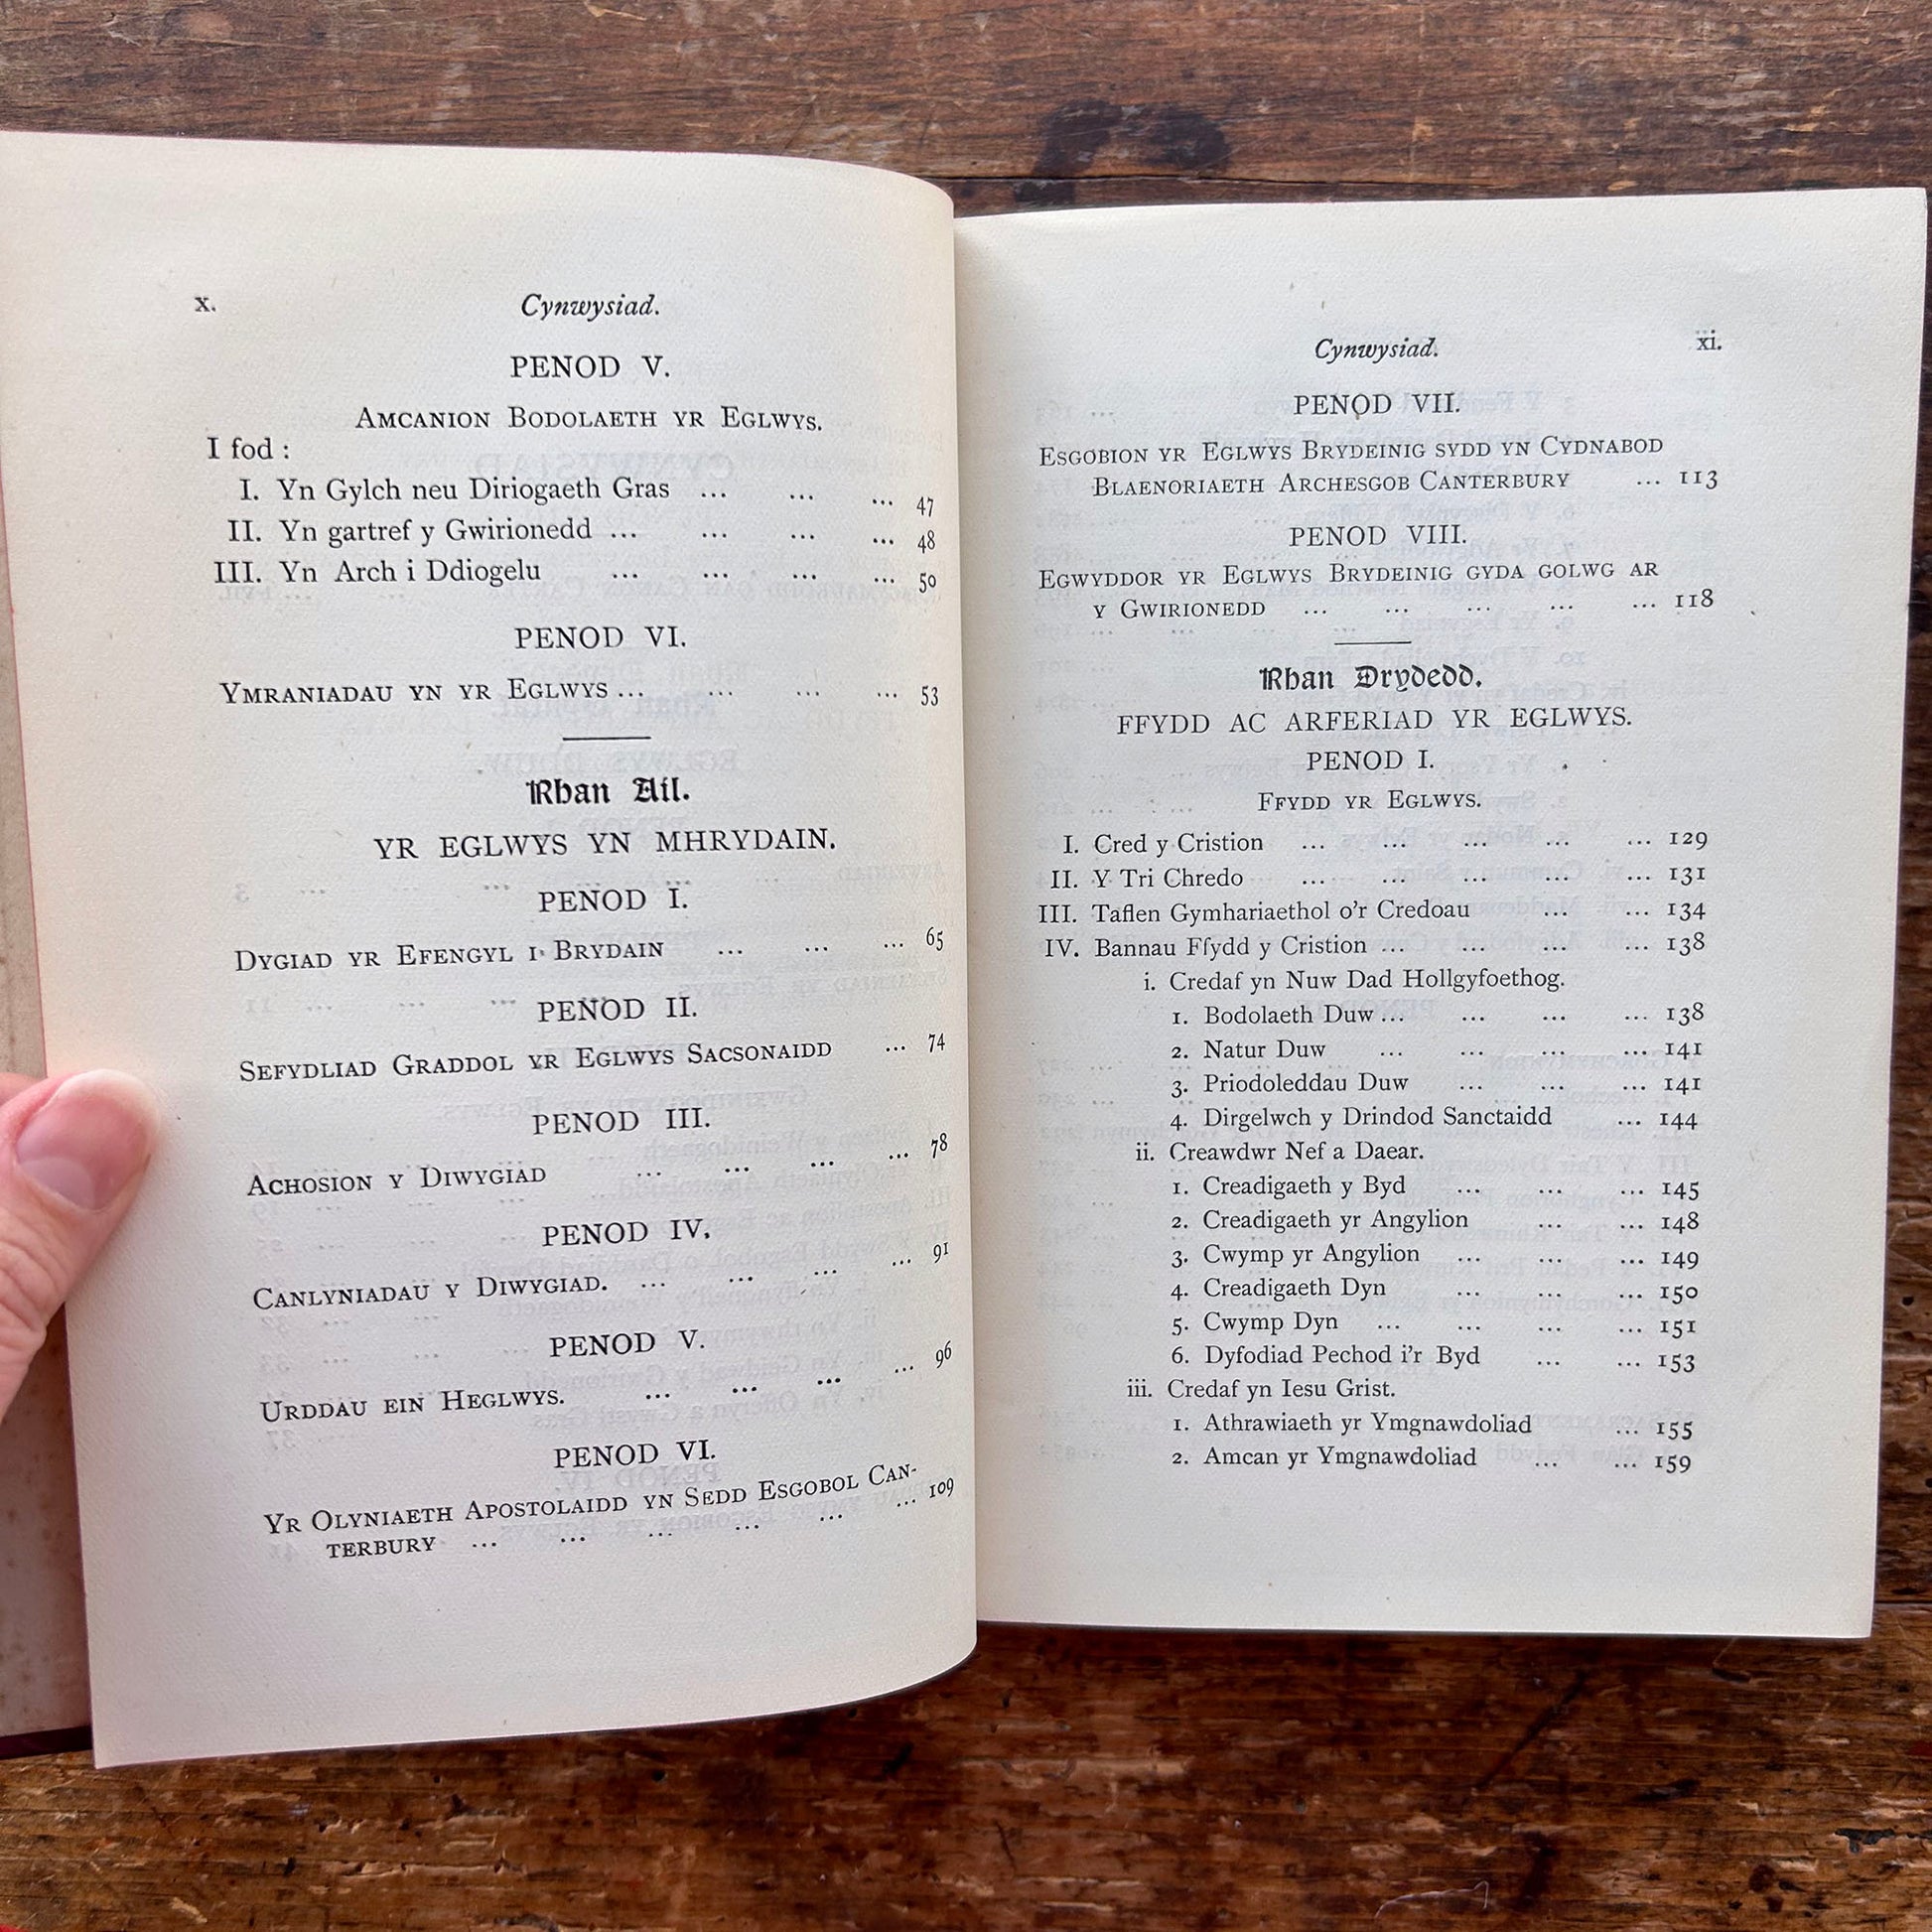 x.
Cynwysiad.
PENOD V.
AMCANION BODOLAETH YR EGLWYS.
I fod :
I. Yn Gylch neu Diriogaeth Gras ... ... ... 47
II. Yn gartref y Gwirionedd ... ... ... ... 48
III. Yn Arch i Ddiogelu ... ... ... ... 50
PENOD VI.
YMRANIADAU YN YR EGLWYS ... ... ... ... 53
Rhan Ail.
YR EGLWYS YN MHRYDAIN.
PENOD I.
DYGIAD YR EFENGYL I BRYDAIN ... ... ... 65
PENOD II.
SEFYDLIAD GRADDOL YR EGLWYS SACSONAIDD ... 74
PENOD III.
ACHOSION Y DIWYGIAD ... ... ... ... 78
PENOD IV.
CANLYNIADAU Y DIWYGIAD. ... ... ... ... 91
PENOD V.
URDDAU EIN HEGLWYS. ... ... ... ... 96
PENOD VI.
YR OLYNIAETH APOSTOLAIDD YN SEDD ESGOBOL CAN-
TERBURY ... ... ... ... ... ... 109
Cynwysiad.
xi.
PENOD VII.
ESGOBION YR EGLWYS BRYDEINIG SYDD YN CYDNABOD
BLAENORIAETH ARCHESGOB CANTERBURY ... 113
PENOD VIII.
EGWYDDOR YR EGLWYS BRYDEINIG GYDA GOLWG AR
Y GWIRIONEDD ... ... ... ... ... 118
Rhan Drydedd.
FFYDD AC ARFERIAD YR EGLWYS.
PENOD I.
FFYDD YR EGLWYS.
I. Cred y Cristion ... ... ... ... ... 129
II. Y Tri Chredo ... ... ... ... ... 131
III. Taflen Gymhariaethol o'r Credoau ... ... 134
IV. Bannau Ffydd y Cristion ... ... ... ... 138
i. Credaf yn Nuw Dad Hollgyfoethog.
1. Bodolaeth Duw ... ... ... ... 138
2. Natur Duw ... ... ... ... 141
3. Priodoleddau Duw ... ... ... 141
4. Dirgelwch y Drindod Sanctaidd ... 144
ii. Creawdwr Nef a Daear.
1. Creadigaeth y Byd ... ... ... 145
2. Creadigaeth yr Angylion ... ... 148
3. Cwymp yr Angylion ... ... ... 149
4. Creadigaeth Dyn ... ... ... 150
5. Cwymp Dyn ... ... ... ... 151
6. Dyfodiad Pechod i'r Byd ... ... 153
iii. Credaf yn Iesu Grist.
1. Athrawiaeth yr Ymgnawdoliad ... 155
2. Amcan yr Ymgnawdoliad ... ... 159